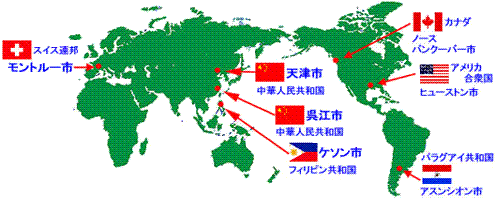 カナダ
ノース
バンクーバー市
スイス連邦
モントルー市
天津市
中華人民共和国
アメリカ
合衆国
ヒューストン市
呉江市
中華人民共和国
ケソン市
フィリピン共和国
パラグアイ共和国
アスンシオン市